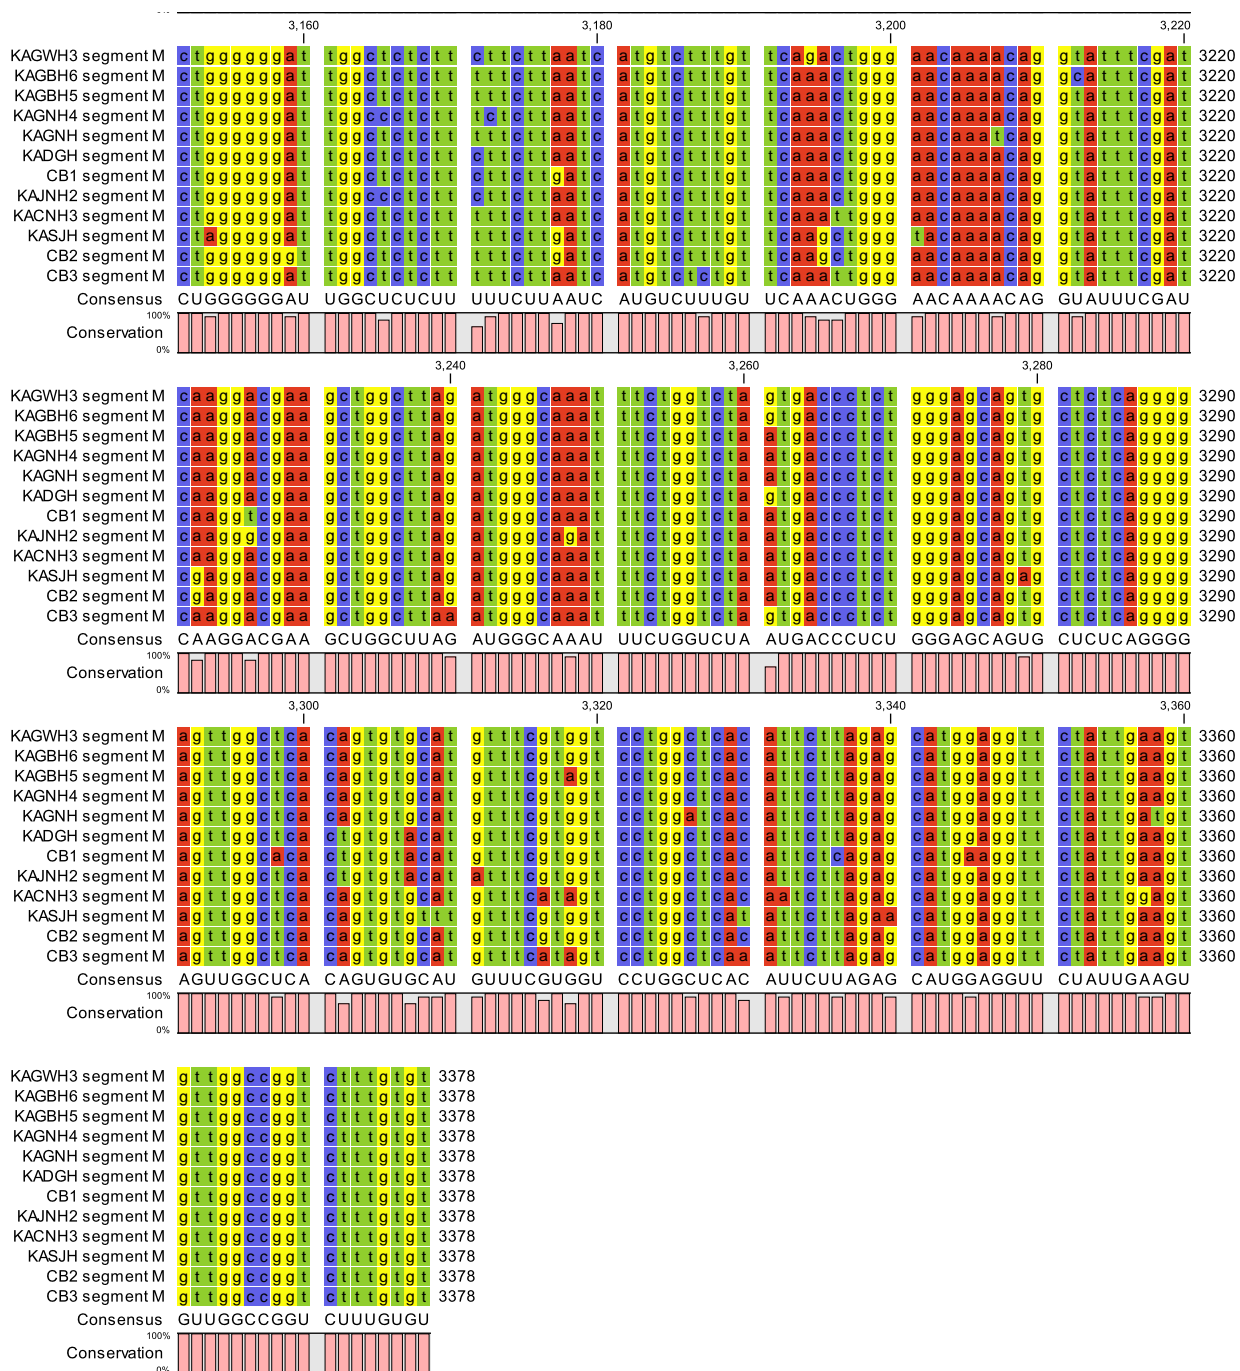 3,160 3,180 3,200 3,220
KAGWH3 segment M ctggggggat tggctctctt cttcttaatc atgtctttgt tcagactggg aacaaaacag gtatttcgat 3220
KAGBH6 segment M ctggggggat tggctctctt tttcttaatc atgtctttgt tcaaactggg aacaaaacag gcatttcgat 3220
KAGBH5 segment M ctggggggat tggctctctt tttcttaatc atgtctttgt tcaaactggg aacaaaacag gtatttcgat 3220
KAGNH4 segment M ctggggggat tggccctctt tctcttaatc atgtctttgt tcaaactggg aacaaaacag gtatttcgat 3220
KAGNH segment M ctggggggat tggctctctt tttcttaatc atgtctttgt tcaaactggg aacaaatcag gtatttcgat 3220
KADGH segment M ctggggggat tggctctctt cttcttaatc atgtctttgt tcaaactggg aacaaaacag gtatttcgat 3220
CB1 segment M ctggggggat tggctctctt cttcttgatc atgtctttgt tcaaactggg aacaaaacag gtatttcgat 3220
KAJNH2 segment M ctggggggat tggccctctt cttcttaatc atgtctttgt tcaaactggg aacaaaacag gtatttcgat 3220
KACNH3 segment M ctggggggat tggctctctt tttcttaatc atgtctttgt tcaaattggg aacaaaacag gtatttcgat 3220
KASJH segment M ctagggggat tggctctctt tttcttgatc atgtctttgt tcaagctggg tacaaaacag gtatttcgat 3220
CB2 segment M ctgggggggt tggctctctt tttcttgatc atgtctttgt tcaagctggg aacaaaacag gtatttcgat 3220
CB3 segment M ctggggggat tggctctctt tttcttaatc atgtctctgt tcaaattggg aacaaaacag gtatttcgat 3220
Consensus CUGGGGGGAU UGGCUCUCUU UUUCUUAAUC AUGUCUUUGU UCAAACUGGG AACAAAACAG GUAUUUCGAU
100%
Conservation
0%
3,240 3,260 3,280
KAGWH3 segment M caaggacgaa gctggcttag atgggcaaat ttctggtcta gtgaccctct gggagcagtg ctctcagggg 3290
KAGBH6 segment M caaggacgaa gctggcttag atgggcaaat ttctggtcta gtgaccctct gggagcagtg ctctcagggg 3290
KAGBH5 segment M caaggacgaa gctggcttag atgggcaaat ttctggtcta atgaccctct gggagcagtg ctctcagggg 3290
KAGNH4 segment M caaggacgaa gctggcttag atgggcaaat ttctggtcta atgaccctct gggagcagtg ctctcagggg 3290
KAGNH segment M caaggacgaa gctggcttag atgggcaaat ttctggtcta atgaccctct gggagcagtg ctctcagggg 3290
KADGH segment M caaggacgaa gctggcttag atgggcaaat ttctggtcta gtgaccctct gggagcagtg ctctcagggg 3290
CB1 segment M caaggtcgaa gctggcttag atgggcaaat ttctggtcta atgaccctct gggagcagtg ctctcagggg 3290
KAJNH2 segment M caagggcgaa gctggcttag atgggcagat ttctggtcta atgaccctct gggagcagtg ctctcagggg 3290
KACNH3 segment M caaggacgaa gctggcttag atgggcaaat ttctggtcta atgaccctct gggagcagtg ctctcagggg 3290
KASJH segment M cgaggacgaa gctggcttag atgggcaaat ttctggtcta atgaccctct gggagcagag ctctcagggg 3290
CB2 segment M cgaggacgaa gctggcttag atgggcaaat ttctggtcta atgaccctct gggagcagtg ctctcagggg 3290
CB3 segment M caaggacgaa gctggcttaa atgggcaaat ttctggtcta gtgaccctct gggagcagtg ctctcagggg 3290
Consensus CAAGGACGAA GCUGGCUUAG AUGGGCAAAU UUCUGGUCUA AUGACCCUCU GGGAGCAGUG CUCUCAGGGG
100%
Conservation
0%
3,300 3,320 3,340 3,360
KAGWH3 segment M agttggctca cagtgtgcat gtttcgtggt cctggctcac attcttagag catggaggtt ctattgaagt 3360
KAGBH6 segment M agttggctca cagtgtgcat gtttcgtggt cctggctcac attcttagag catggaggtt ctattgaagt 3360
KAGBH5 segment M agttggctca cagtgtgcat gtttcgtagt cctggctcac attcttagag catggaggtt ctattgaagt 3360
KAGNH4 segment M agttggctca cagtgtgcat gtttcgtggt cctggctcac attcttagag catggaggtt ctattgaagt 3360
KAGNH segment M agttggctca cagtgtgcat gtttcgtggt cctggatcac attcttagag catggaggtt ctattgatgt 3360
KADGH segment M agttggctca ctgtgtacat gtttcgtggt cctggctcac attcttagag catggaggtt ctattgaagt 3360
CB1 segment M agttggcaca ctgtgtacat gtttcgtggt cctggctcac attctcagag catgaaggtt ctattgaagt 3360
KAJNH2 segment M agttggctca ctgtgtacat atttcgtggt cctggctcac attcttagag catggaggtt ctattgaagt 3360
KACNH3 segment M agttggctca cagtgtgcat gtttcatagt cctggctcac aatcttagag catggaggtt ctattggagt 3360
KASJH segment M agttggctca cagtgtgttt gtttcgtggt cctggctcat attcttagaa catggaggtt ctattgaagt 3360
CB2 segment M agttggctca cagtgtgcat gtttcgtggt cctggctcac attcttagag catggaggtt ctattgaagt 3360
CB3 segment M agttggctca cagtgtgcat gtttcatagt cctggctcaa attcttagag catggaggtt ctattgaagt 3360
Consensus AGUUGGCUCA CAGUGUGCAU GUUUCGUGGU CCUGGCUCAC AUUCUUAGAG CAUGGAGGUU CUAUUGAAGU
100%
Conservation
0%
KAGWH3 segment M gttggccggt ctttgtgt 3378
KAGBH6 segment M gttggccggt ctttgtgt 3378
KAGBH5 segment M gttggccggt ctttgtgt 3378
KAGNH4 segment M gttggccggt ctttgtgt 3378
KAGNH segment M gttggccggt ctttgtgt 3378
KADGH segment M gttggccggt ctttgtgt 3378
CB1 segment M gttggccggt ctttgtgt 3378
KAJNH2 segment M gttggccggt ctttgtgt 3378
KACNH3 segment M gttggccggt ctttgtgt 3378
KASJH segment M gttggccggt ctttgtgt 3378
CB2 segment M gttggccggt ctttgtgt 3378
CB3 segment M gttggccggt ctttgtgt 3378
Consensus GUUGGCCGGU CUUUGUGU
100%
Conservation
0%